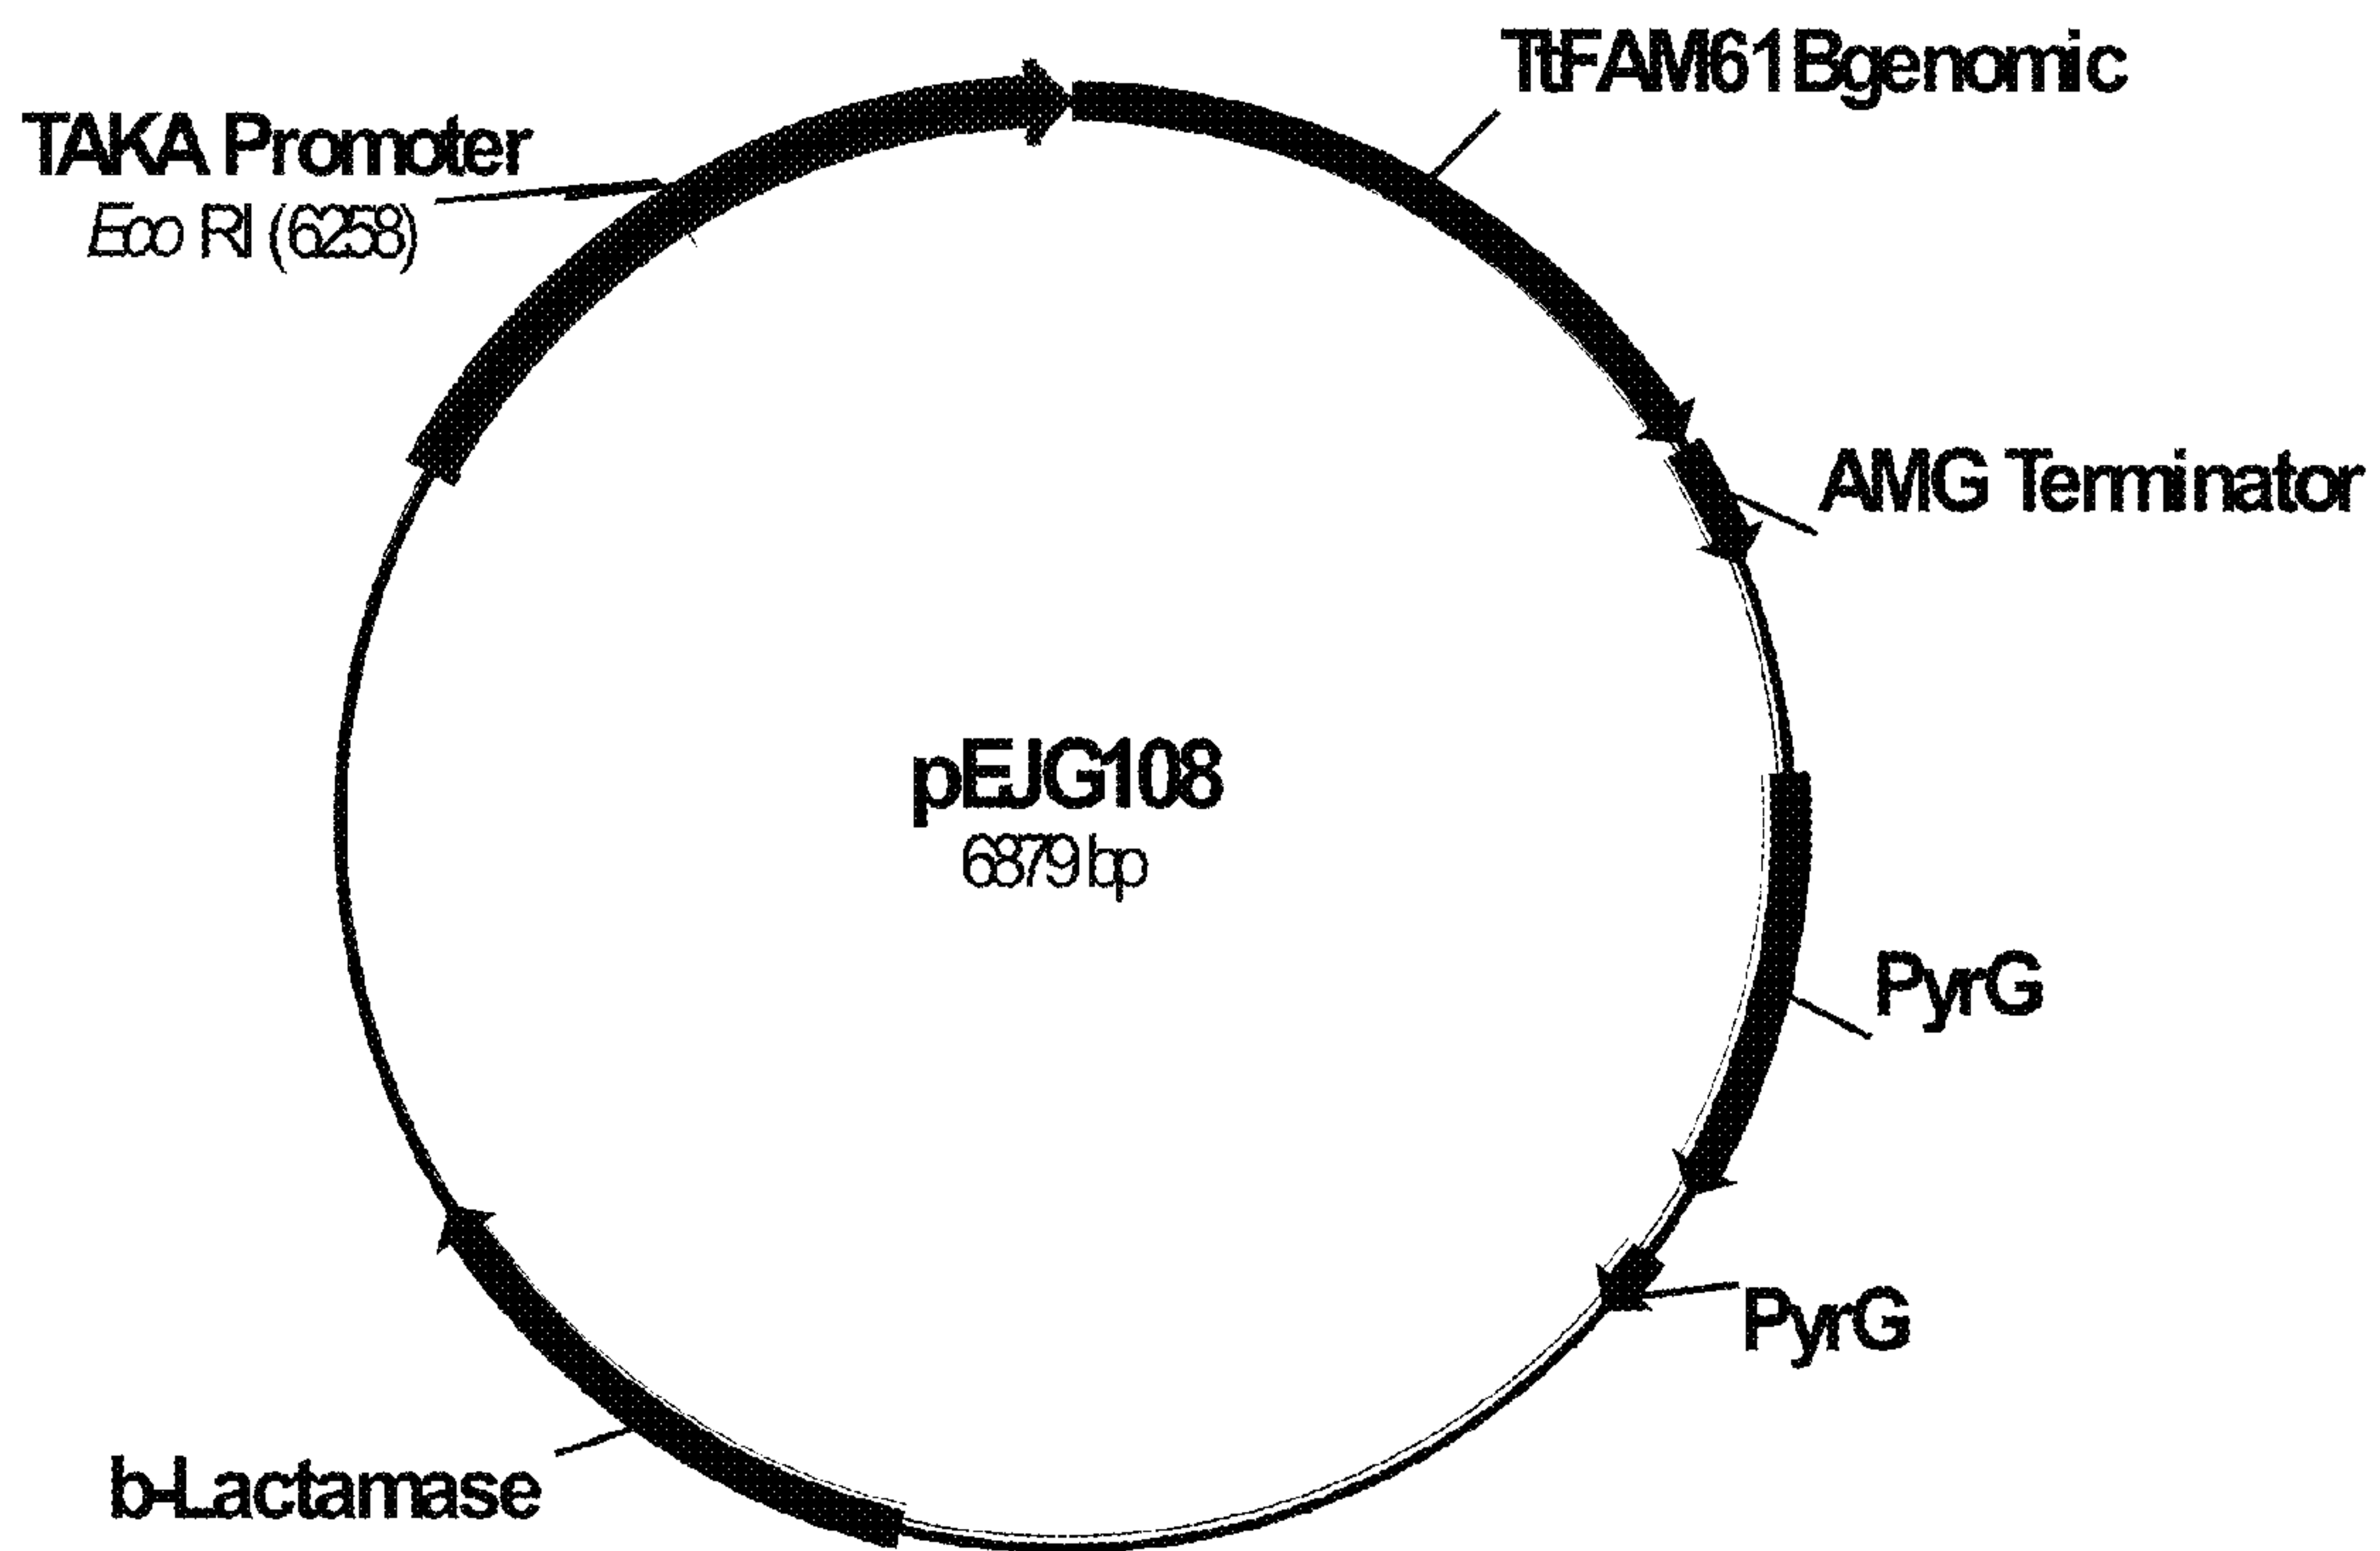 TtFAM61Bgenomic
TAKA Promoter
Eco RI (6258)
AMG Terminator
pEJG108
6879 bp
PyrG
PyrG
b-Lactamase